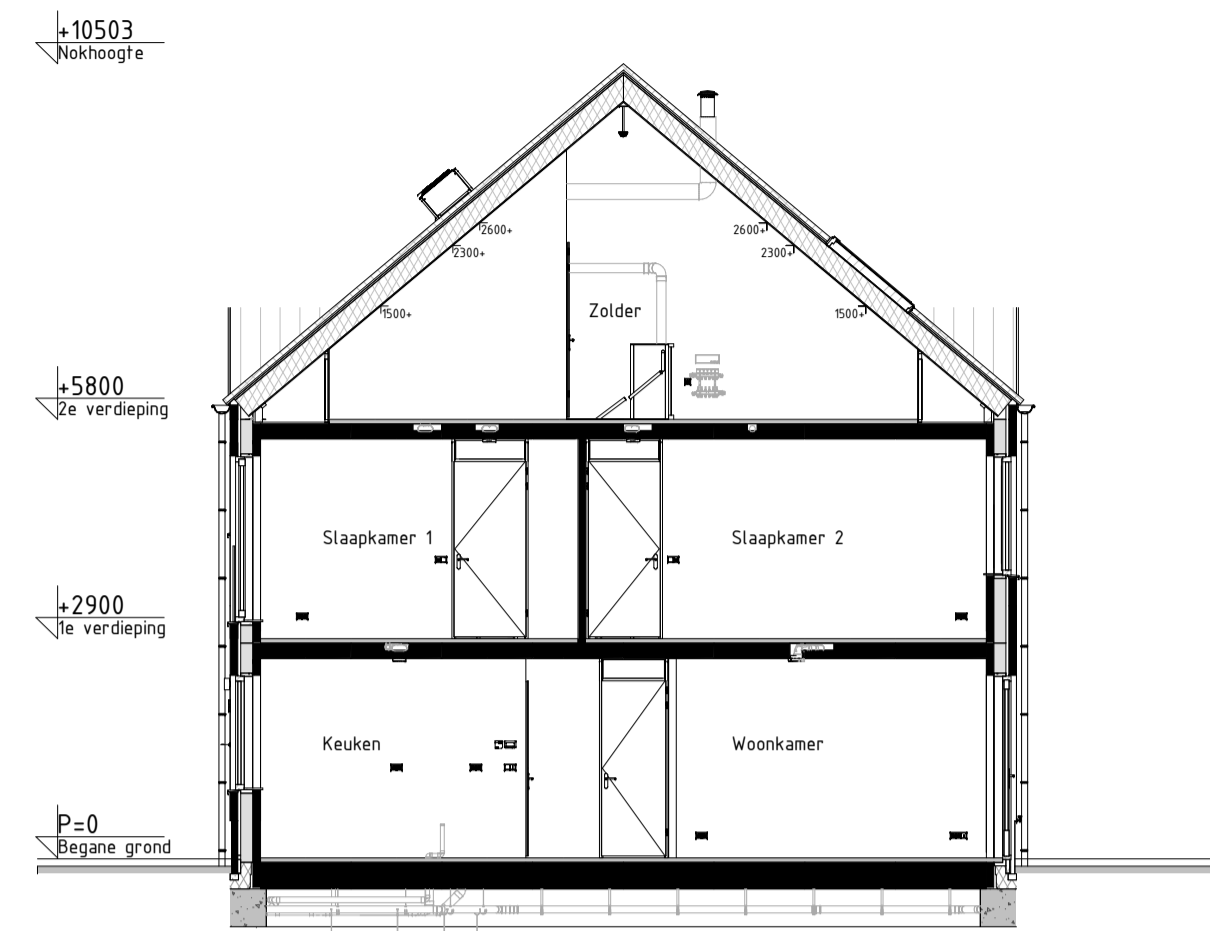 +10503
Nokhoogte
2600+
2600+
2300+
2300+
Zolder
1500+
1500+
+5800
2e verdieping
Slaapkamer 1
Slaapkamer 2
+2900
1e verdieping
Keuken
Woonkamer
P=0
Begane grond